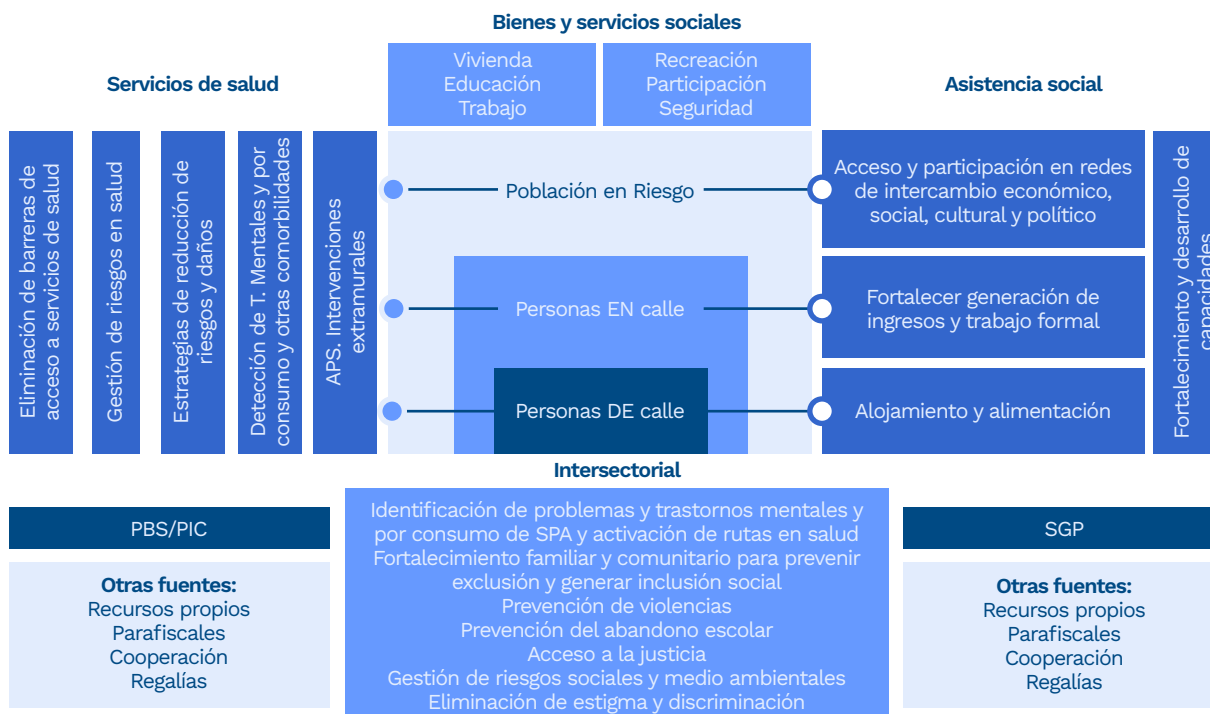 Bienes y servicios sociales
Vivienda
Educación
Trabajo
Recreación
Participación
Seguridad
Servicios de salud
Asistencia social
Eliminación de barreras de
acceso a servicios de salud
Gestión de riesgos en salud
Estrategias de reducción de
riesgos y daños
Detección de T. Mentales y por
consumo y otras comorbilidades
APS. Intervenciones
extramurales
Población en Riesgo
Personas EN calle
Personas DE calle
Acceso y participación en redes
de intercambio económico,
social, cultural y político
Fortalecer generación de
ingresos y trabajo formal
Alojamiento y alimentación
Fortalecimiento y desarrollo de
capacidades
Intersectorial
Identificación de problemas y trastornos mentales y
por consumo de SPA y activación de rutas en salud
Fortalecimiento familiar y comunitario para prevenir
exclusión y generar inclusión social
Prevención de violencias
Prevención del abandono escolar
Acceso a la justicia
Gestión de riesgos sociales y medio ambientales
Eliminación de estigma y discriminación
PBS/PIC
Otras fuentes:
Recursos propios
Parafiscales
Cooperación
Regalías
SGP
Otras fuentes:
Recursos propios
Parafiscales
Cooperación
Regalías